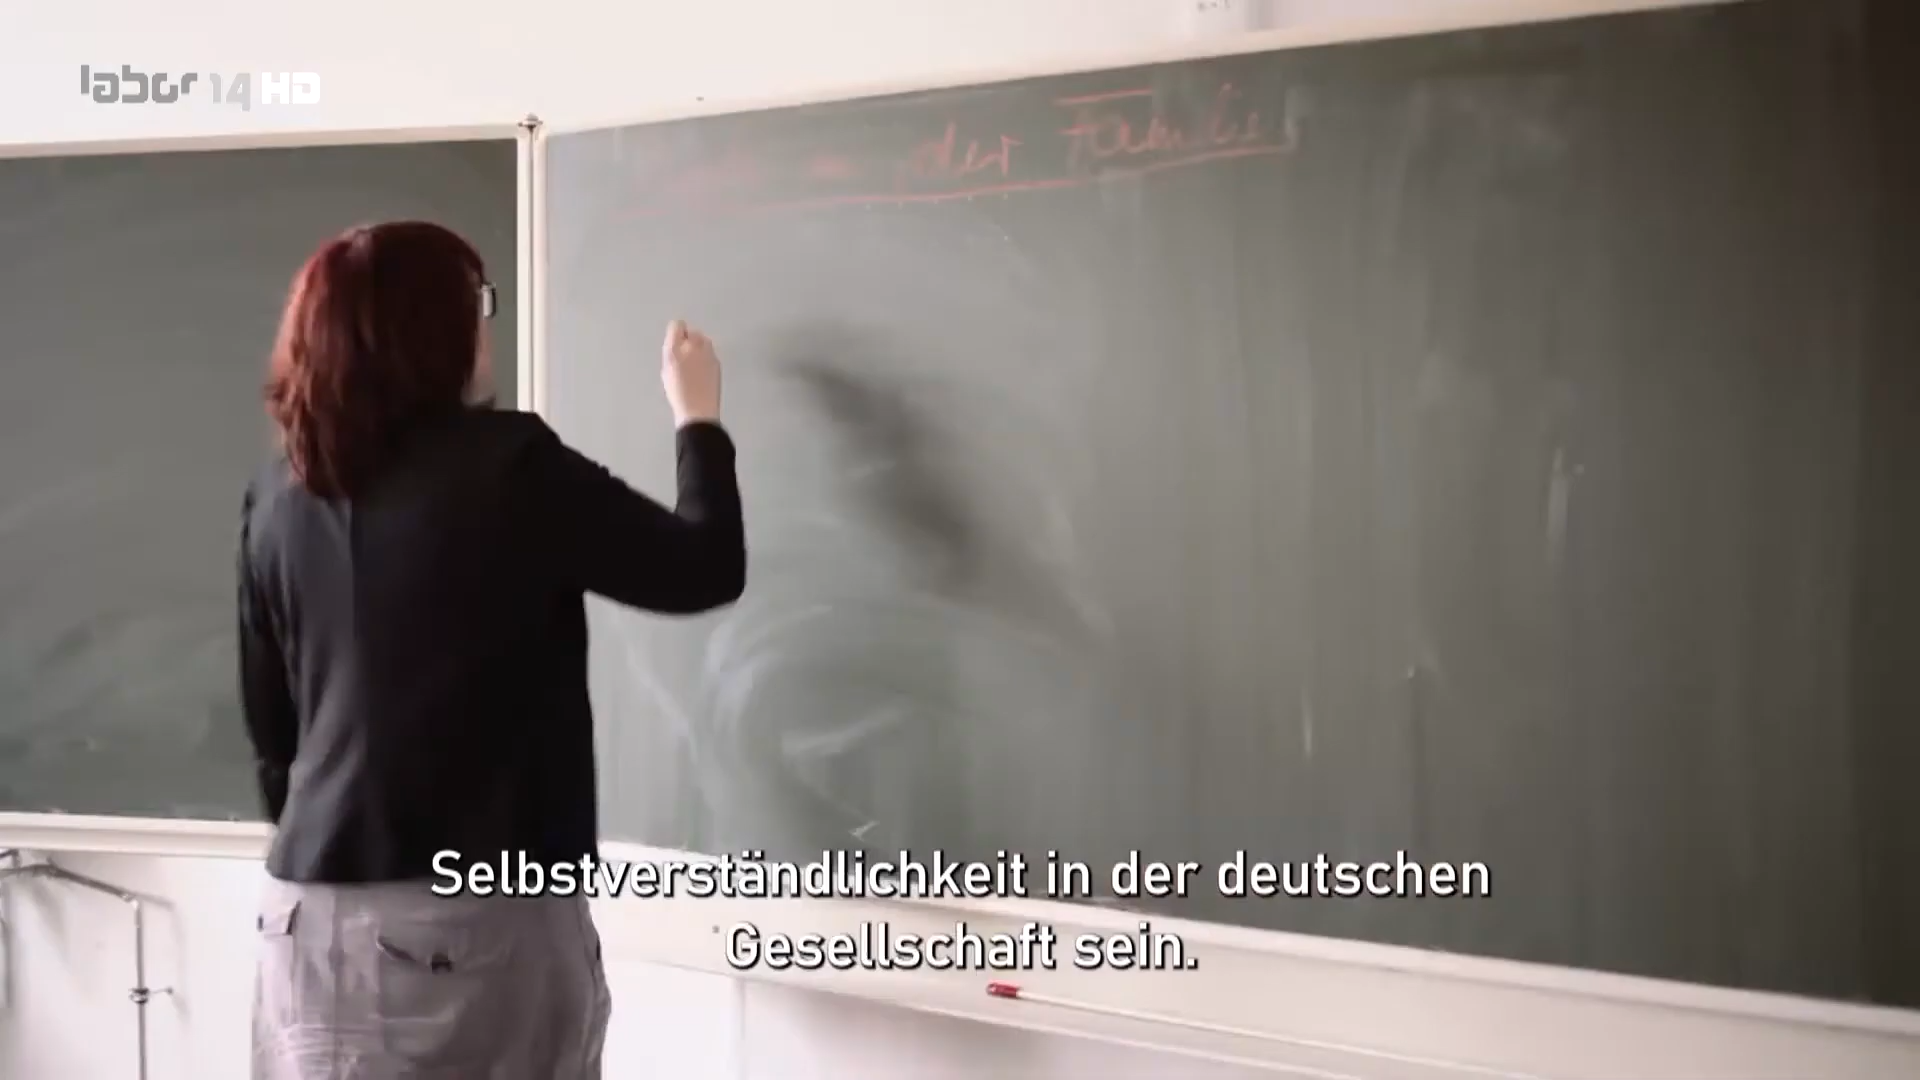 labor 14 HD
der Familie
Selbstverständlichkeit in der deutschen
Gesellschaft sein.